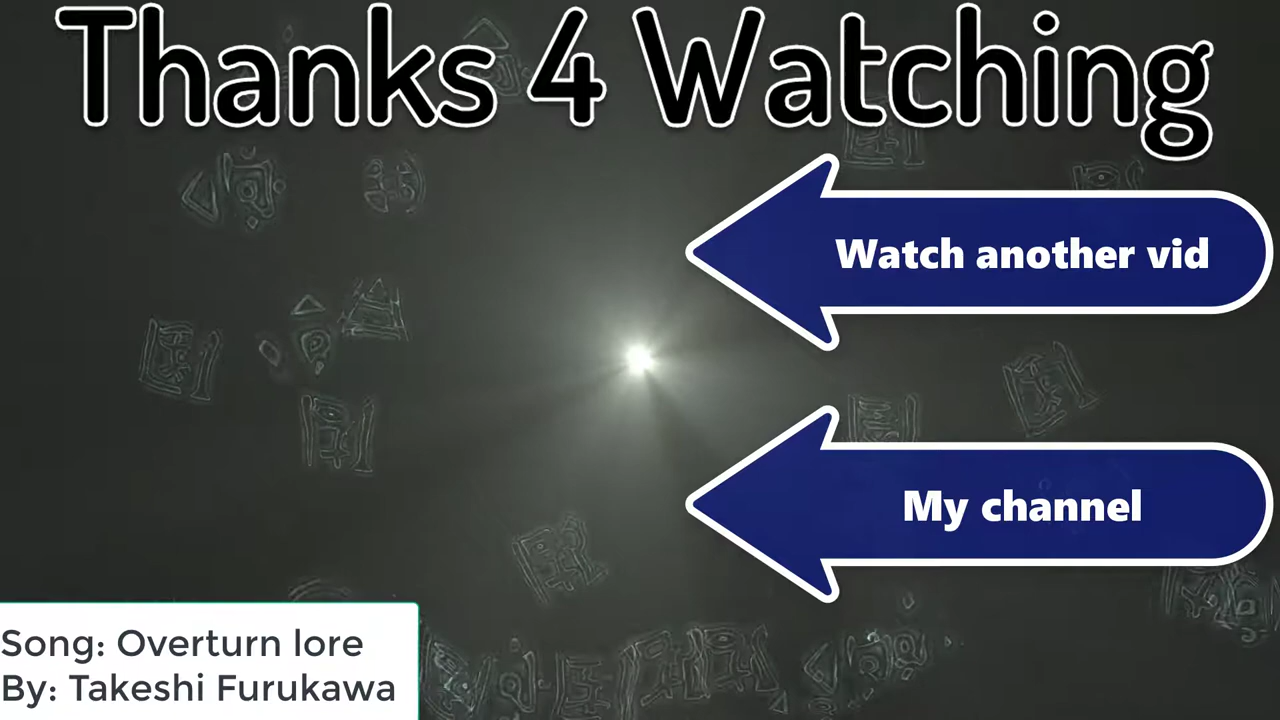 Thanks 4 Watching
Watch another vid
My channel
Song: Overturn lore
By: Takeshi Furukawa